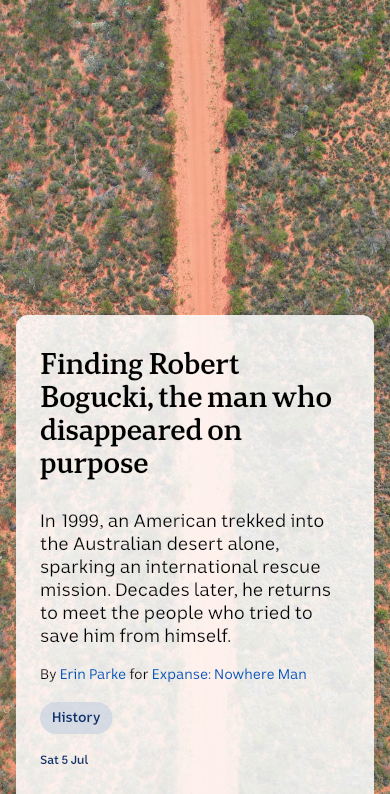 Finding Robert
Bogucki, the man who
disappeared on
purpose
In 1999, an American trekked into
the Australian desert alone,
sparking an international rescue
mission. Decades later, he returns
to meet the people who tried to
save him from himself.
By Erin Parke for Expanse: Nowhere Man
History
Sat 5 Jul